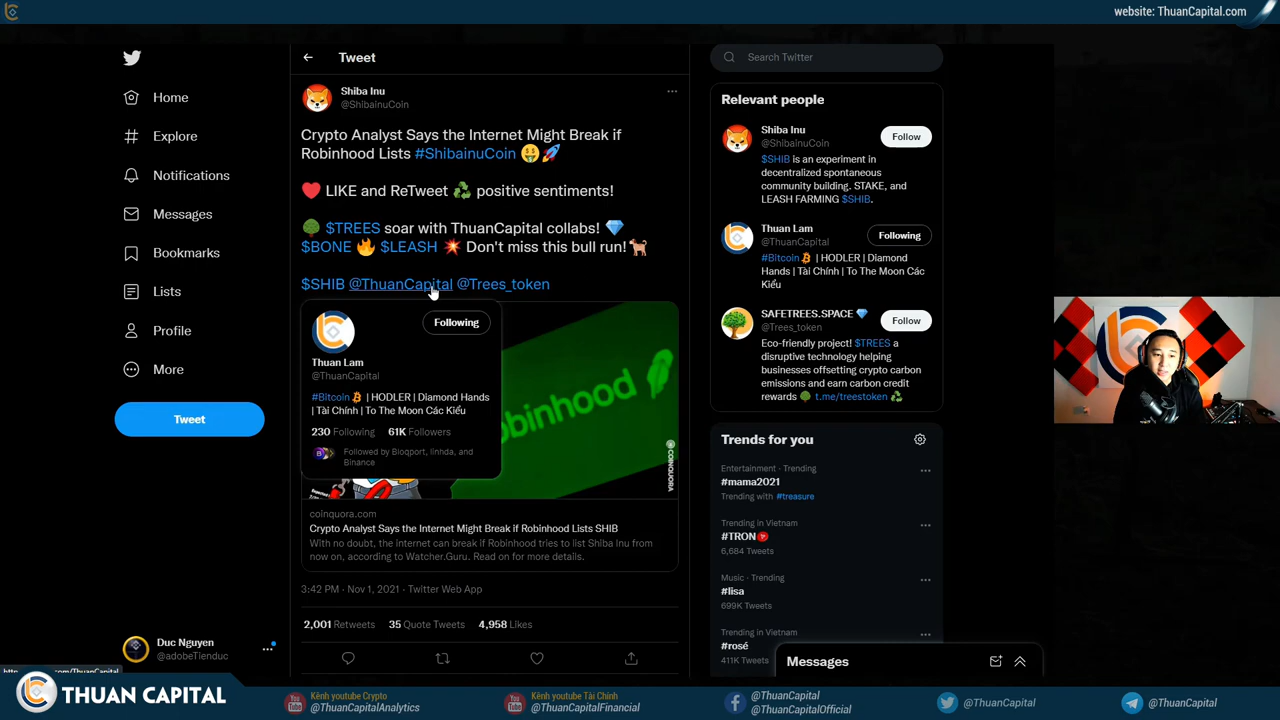 website: ThuanCapital.com
Home
Explore
Notifications
Messages
Bookmarks
Lists
Profile
More
Tweet
Duc Nguyen
@adobeTlenduc
Tweet
Shiba Inu
@ShibainuCoin
Crypto Analyst Says the Internet Might Break if
Robinhood Lists #ShibainuCoin 🤑🚀
❤️ LIKE and ReTweet ♻️ positive sentiments!
🌳 $TREES soar with ThuanCapital collabs! 💎
$BONE 🔥 $LEASH 💥 Don't miss this bull run!🐕
$SHIB @ThuanCapital @Trees_token
Following
Thuan Lam
@ThuanCapital
#Bitcoin | HODLER | Diamond Hands
| Tài Chính | To The Moon Các Kiểu
230 Following 61K Followers
Followed by Bloqport, linhda, and
Binance
obinhood
COINQUORA
coinquora.com
Crypto Analyst Says the Internet Might Break if Robinhood Lists SHIB
With no doubt, the internet can break if Robinhood tries to list Shiba Inu from
now on, according to Watcher.Guru. Read on for more details.
3:42 PM · Nov 1, 2021 · Twitter Web App
2,001 Retweets 35 Quote Tweets 4,958 Likes
Search Twitter
Relevant people
Shiba Inu
@ShibainuCoin
Follow
$SHIB is an experiment in
decentralized spontaneous
community building. STAKE, and
LEASH FARMING $SHIB.
Thuan Lam
@ThuanCapital
Following
#Bitcoin | HODLER | Diamond
Hands | Tài Chính | To The Moon Các
Kiểu
SAFETREES.SPACE 💎
@Trees_token
Follow
Eco-friendly project! $TREES a
disruptive technology helping
businesses offsetting crypto carbon
emissions and earn carbon credit
rewards 🌳 t.me/treestoken ♻️
Trends for you
Entertainment · Trending
#mama2021
Trending with #treasure
Trending in Vietnam
#TRON
6,684 Tweets
Music · Trending
#lisa
699K Tweets
Trending in Vietnam
#rosé
411K Tweets
Messages
THUAN CAPITAL
Kênh youtube Crypto
@ThuanCapitalAnalytics
Kênh youtube Tài Chính
@ThuanCapitalFinancial
@ThuanCapital
@ThuanCapitalOfficial
@ThuanCapital
@ThuanCapital